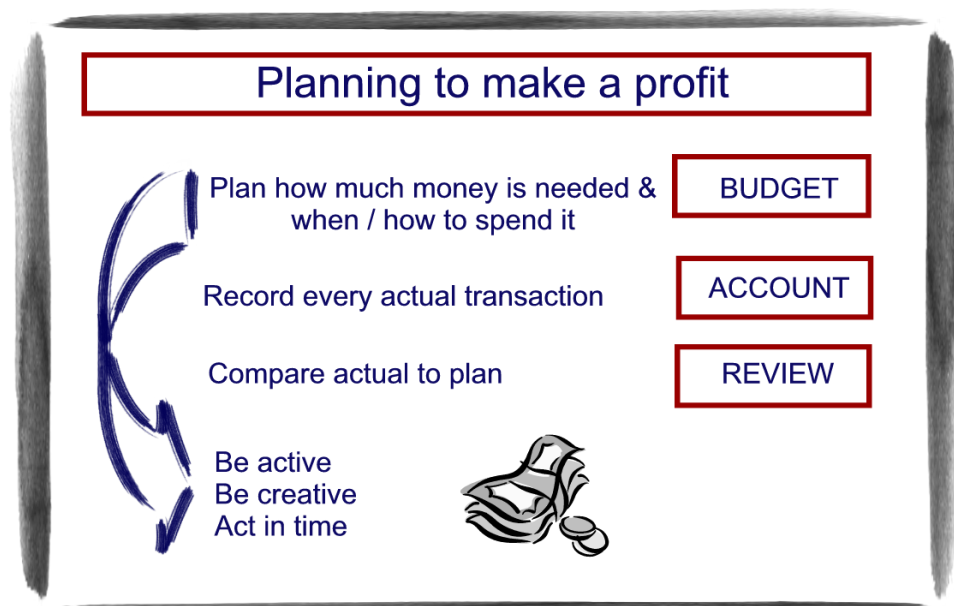 Planning to make a profit
Plan how much money is needed &
when / how to spend it
BUDGET
Record every actual transaction
ACCOUNT
Compare actual to plan
REVIEW
Be active
Be creative
Act in time